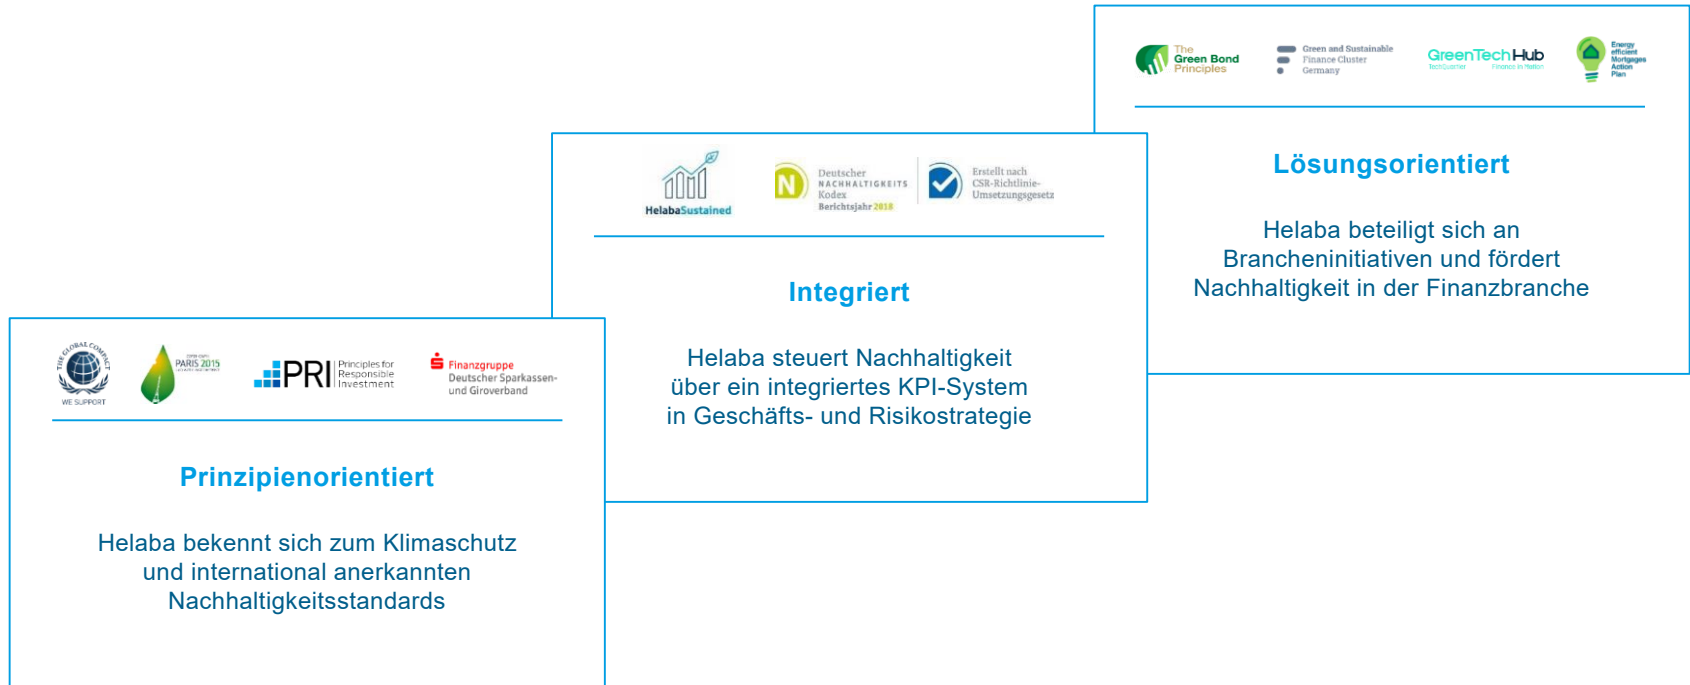 THE GLOBAL COMPACT
WE SUPPORT
PARIS 2015
PRI
Principles for
Responsible
Investment
Finanzgruppe
Deutscher Sparkassen-
und Giroverband
Prinzipienorientiert
Helaba bekennt sich zum Klimaschutz
und international anerkannten
Nachhaltigkeitsstandards
HelabaSustained
N
Deutscher
NACHHALTIGKEITS
Kodex
Berichtsjahr 2018
Erstellt nach
CSR-Richtlinie-
Umsetzungsgesetz
Integriert
Helaba steuert Nachhaltigkeit
über ein integriertes KPI-System
in Geschäfts- und Risikostrategie
The
Green Bond
Principles
Green and Sustainable
Finance Cluster
Germany
GreenTech Hub
Energy
efficient
Mortgages
Action
Plan
Lösungsorientiert
Helaba beteiligt sich an
Brancheninitiativen und fördert
Nachhaltigkeit in der Finanzbranche